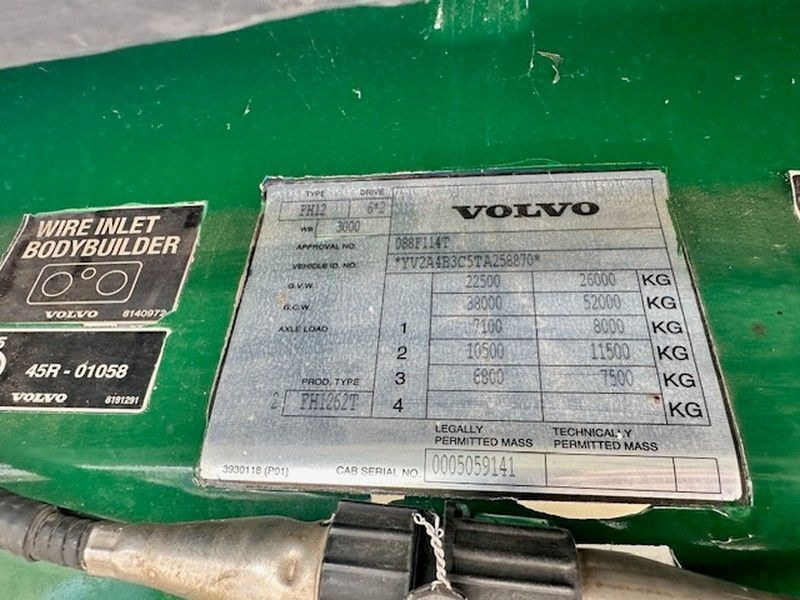 WIRE INLET
BODYBUILDER
VOLVO 8140972
45R - 01058
VOLVO 8191291
TYPE DRIVE
FH12 6*2 VOLVO
WB 3000
APPROVAL NO. 088F114T
VEHICLE ID. NO. *YV2A4B3C5TA258870*
G.V.W. 22500 26000 KG
G.C.W. 38000 52000 KG
AXLE LOAD 1 7100 8000 KG
2 10500 11500 KG
PROD. TYPE 3 6800 7500 KG
2 FH1262T 4 KG
LEGALLY PERMITTED MASS TECHNICALLY PERMITTED MASS
3930118 (P01) CAB SERIAL NO 0005059141